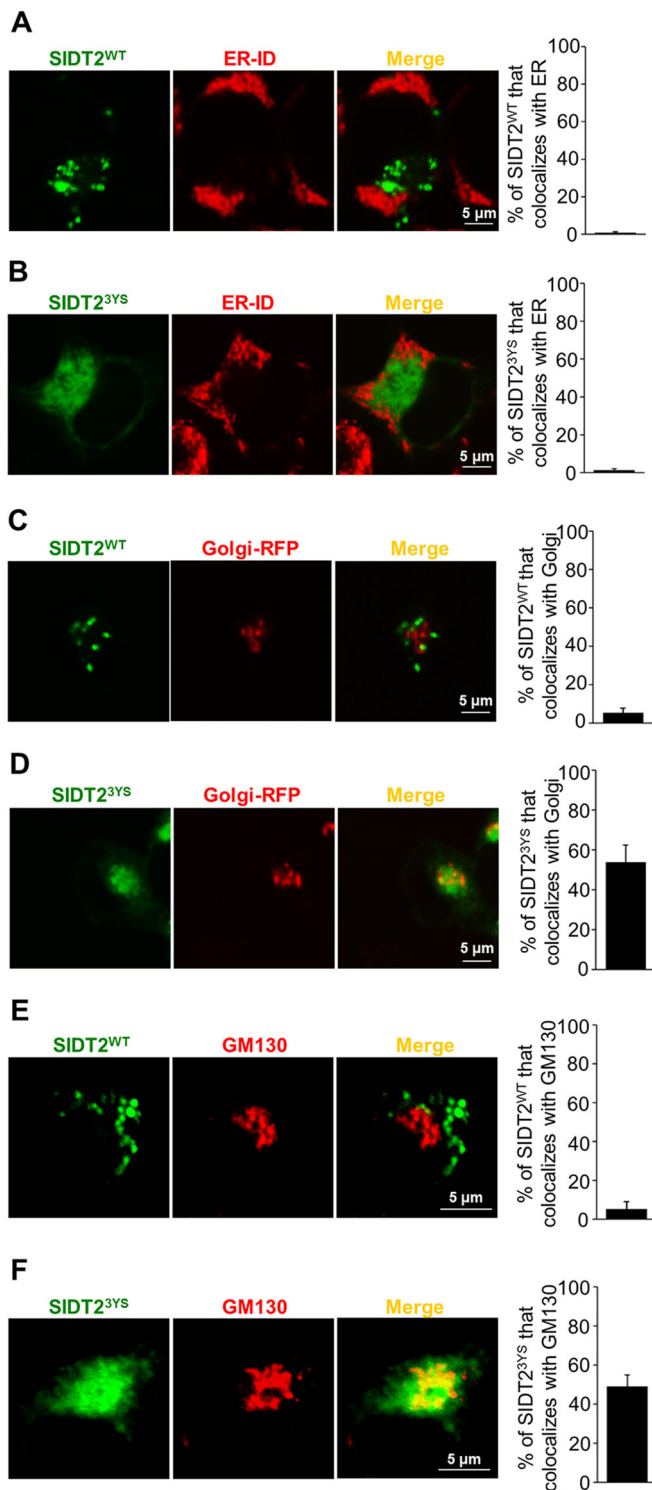 A
SIDT2WT ER-ID Merge
5 µm
% of SIDT2WT that
colocalizes with ER
100
80
60
40
20
0
B
SIDT23YS ER-ID Merge
5 µm
% of SIDT23YS that
colocalizes with ER
100
80
60
40
20
0
C
SIDT2WT Golgi-RFP Merge
5 µm
% of SIDT2WT that
colocalizes with Golgi
100
80
60
40
20
0
D
SIDT23YS Golgi-RFP Merge
5 µm
% of SIDT23YS that
colocalizes with Golgi
100
80
60
40
20
0
E
SIDT2WT GM130 Merge
5 µm
% of SIDT2WT that
colocalizes with GM130
100
80
60
40
20
0
F
SIDT23YS GM130 Merge
5 µm
% of SIDT23YS that
colocalizes with GM130
100
80
60
40
20
0